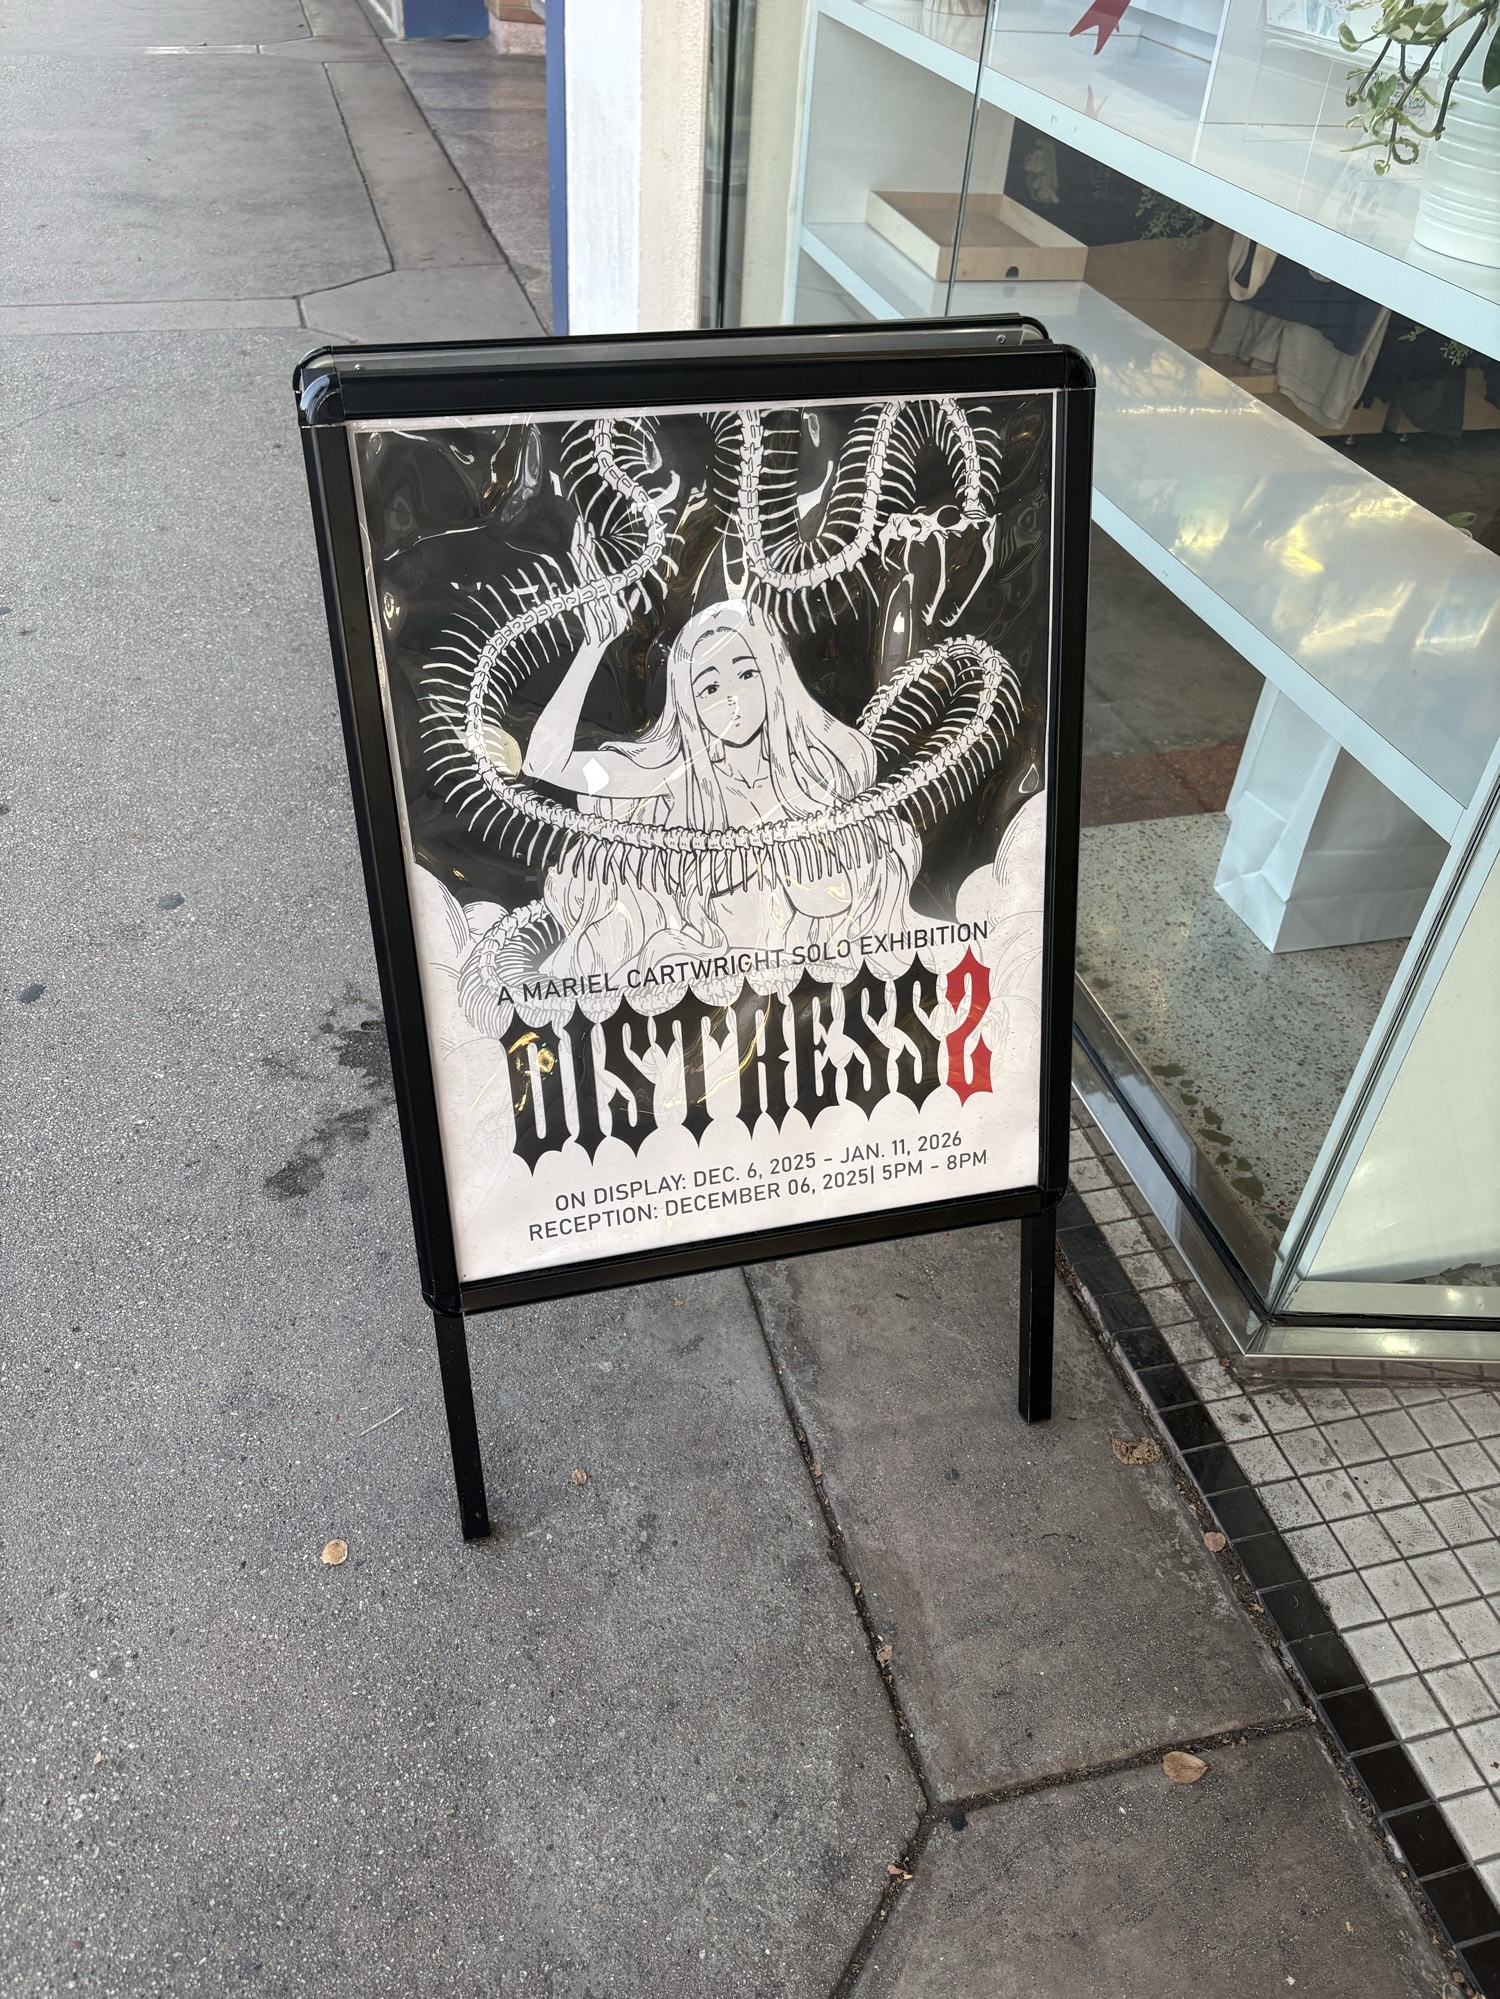 A MARIEL CARTWRIGHT SOLO EXHIBITION
DISTRESS2
ON DISPLAY: DEC. 6, 2025 - JAN. 11, 2026
RECEPTION: DECEMBER 06, 2025| 5PM - 8PM